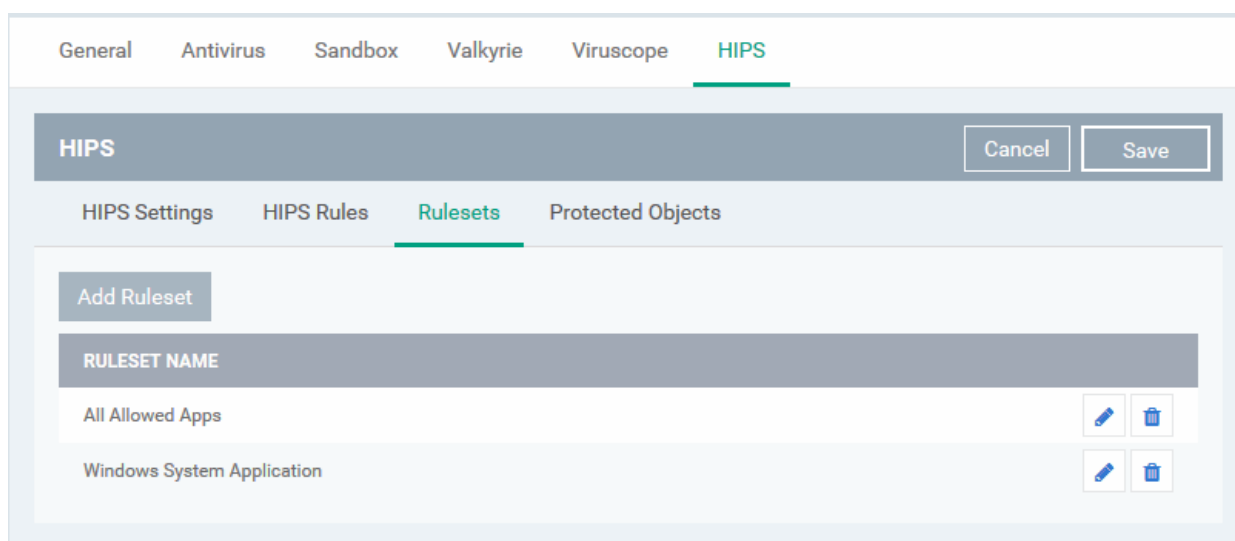 General Antivirus Sandbox Valkyrie Viruscope HIPS
HIPS Cancel Save
HIPS Settings HIPS Rules Rulesets Protected Objects
Add Ruleset
RULESET NAME
All Allowed Apps
Windows System Application